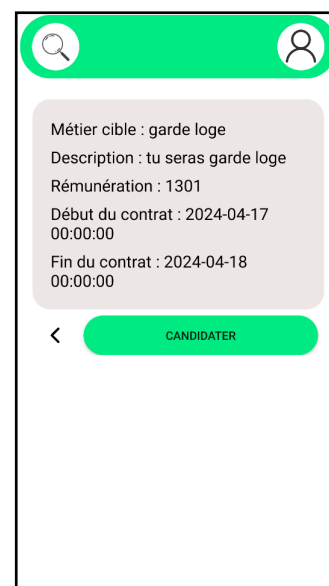 Métier cible : garde loge
Description : tu seras garde loge
Rémunération : 1301
Début du contrat : 2024-04-17
00:00:00
Fin du contrat : 2024-04-18
00:00:00
CANDIDATER